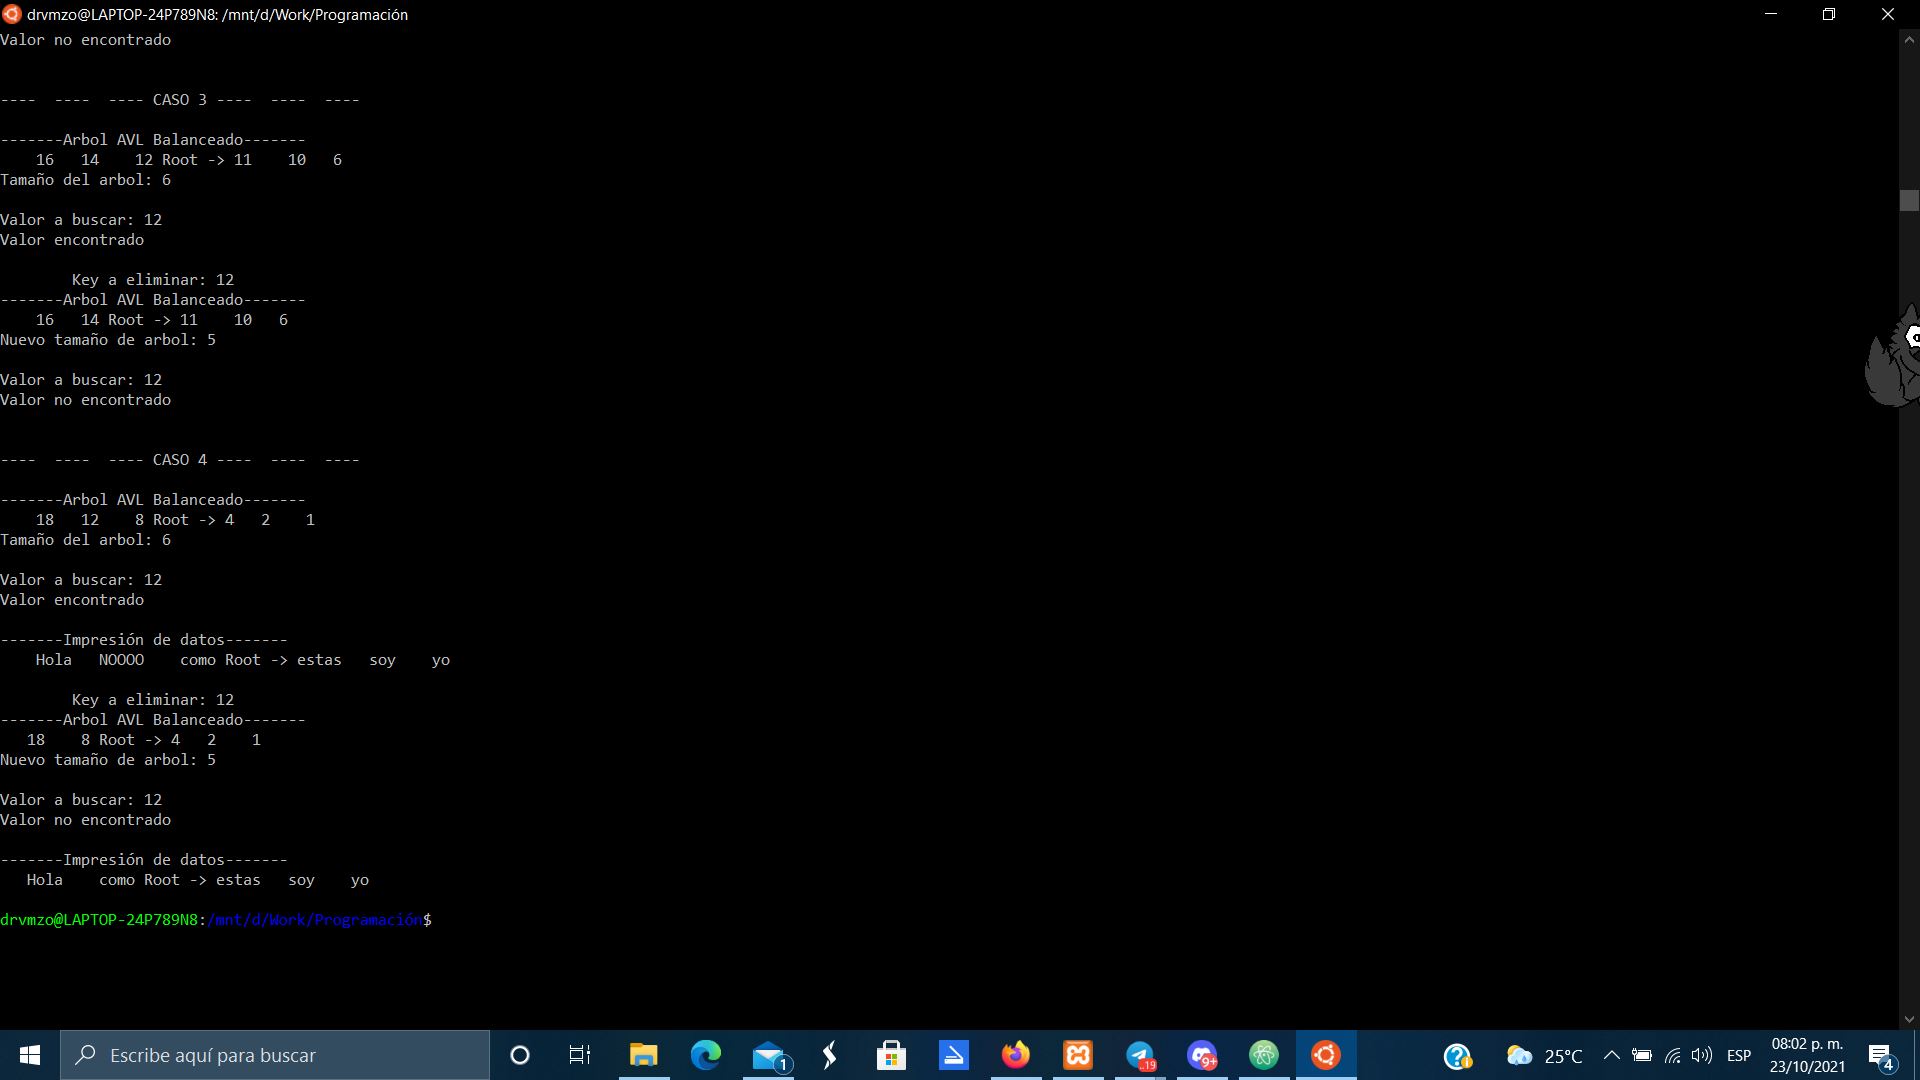 drvmzo@LAPTOP-24P789N8: /mnt/d/Work/Programación
Valor no encontrado
---- ---- ---- CASO 3 ---- ---- ----
-------Arbol AVL Balanceado-------
16 14 12 Root -> 11 10 6
Tamaño del arbol: 6
Valor a buscar: 12
Valor encontrado
Key a eliminar: 12
-------Arbol AVL Balanceado-------
16 14 Root -> 11 10 6
Nuevo tamaño de arbol: 5
Valor a buscar: 12
Valor no encontrado
---- ---- ---- CASO 4 ---- ---- ----
-------Arbol AVL Balanceado-------
18 12 8 Root -> 4 2 1
Tamaño del arbol: 6
Valor a buscar: 12
Valor encontrado
-------Impresión de datos-------
Hola NOOOO como Root -> estas soy yo
Key a eliminar: 12
-------Arbol AVL Balanceado-------
18 8 Root -> 4 2 1
Nuevo tamaño de arbol: 5
Valor a buscar: 12
Valor no encontrado
-------Impresión de datos-------
Hola como Root -> estas soy yo
drvmzo@LAPTOP-24P789N8:/mnt/d/Work/Programación$
Escribe aquí para buscar
1
..19
9+
25°C
ESP
08:02 p. m.
23/10/2021
4